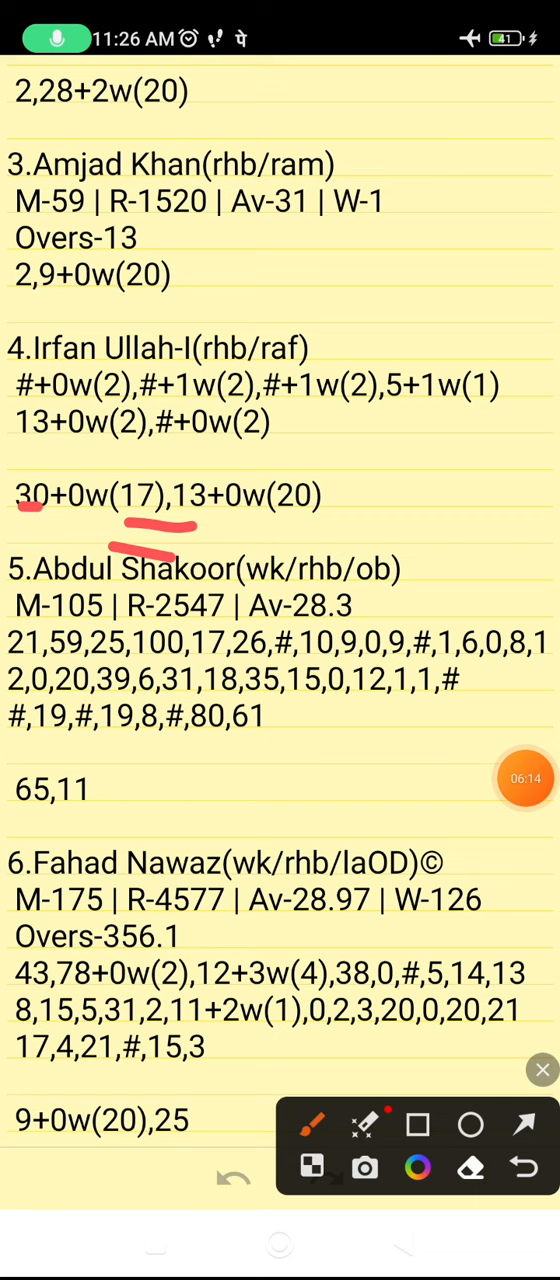 11:26 AM पे 41
2,28+2w(20)
3.Amjad Khan(rhb/ram)
M-59 | R-1520 | Av-31 | W-1
Overs-13
2,9+0w(20)
4.Irfan Ullah-I(rhb/raf)
#+0w(2),#+1w(2),#+1w(2),5+1w(1)
13+0w(2),#+0w(2)
30+0w(17),13+0w(20)
5.Abdul Shakoor(wk/rhb/ob)
M-105 | R-2547 | Av-28.3
21,59,25,100,17,26,#,10,9,0,9,#,1,6,0,8,1
2,0,20,39,6,31,18,35,15,0,12,1,1,#
#,19,#,19,8,#,80,61
65,11
06:14
6.Fahad Nawaz(wk/rhb/laOD)©
M-175 | R-4577 | Av-28.97 | W-126
Overs-356.1
43,78+0w(2),12+3w(4),38,0,#,5,14,13
8,15,5,31,2,11+2w(1),0,2,3,20,0,20,21
17,4,21,#,15,3
9+0w(20),25